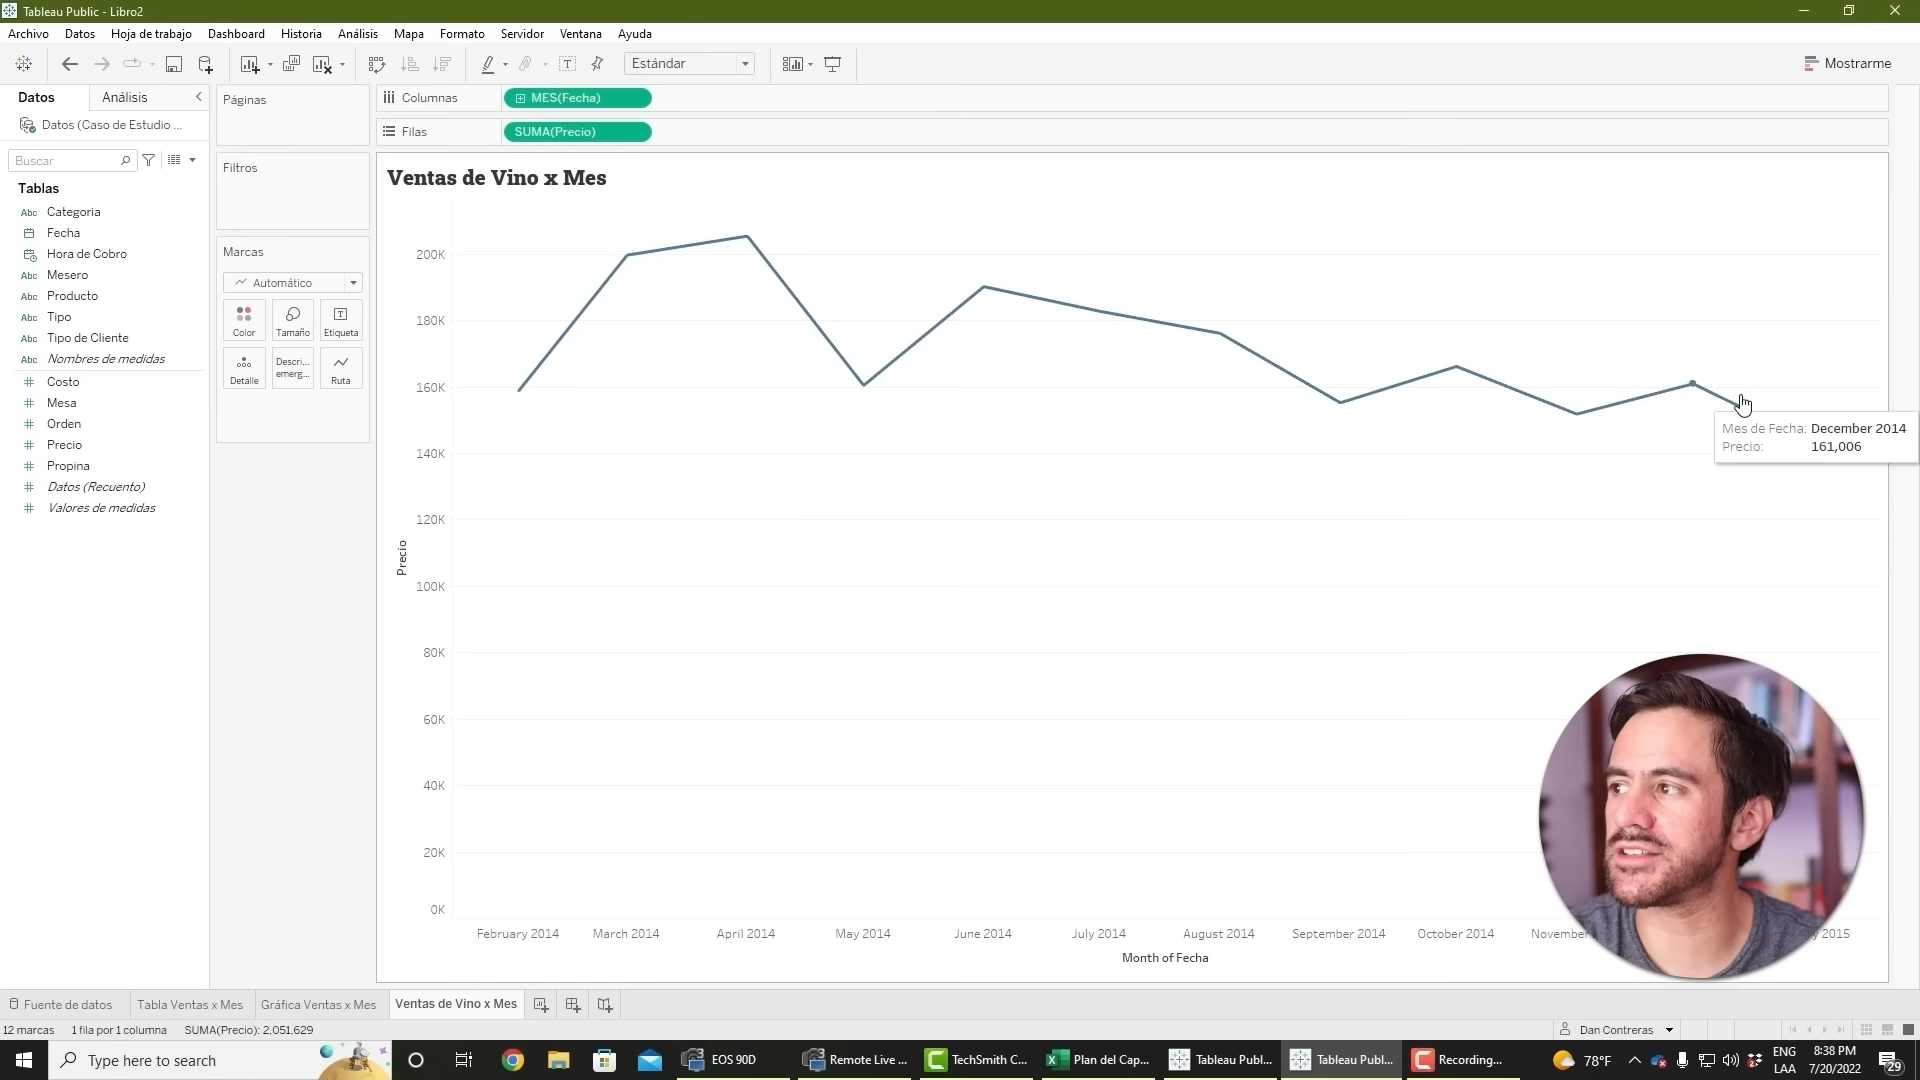 Tableau Public - Libro2
Archivo Datos Hoja de trabajo Dashboard Historia Análisis Mapa Formato Servidor Ventana Ayuda
Estándar
Mostrarme
Datos Análisis
Datos (Caso de Estudio ...
Buscar
Tablas
Abc Categoria
Fecha
Hora de Cobro
Abc Mesero
Abc Producto
Abc Tipo
Abc Tipo de Cliente
Abc Nombres de medidas
Costo
Mesa
Orden
Precio
Propina
Datos (Recuento)
Valores de medidas
Páginas
Filtros
Marcas
Automático
Color Tamaño Etiqueta
Detalle Descri... emerg... Ruta
Columnas MES(Fecha)
Filas SUMA(Precio)
Ventas de Vino x Mes
200K
180K
160K
140K
120K
100K
80K
60K
40K
20K
0K
Precio
Mes de Fecha: December 2014
Precio: 161,006
February 2014 March 2014 April 2014 May 2014 June 2014 July 2014 August 2014 September 2014 October 2014 November y 2015
Month of Fecha
Fuente de datos Tabla Ventas x Mes Gráfica Ventas x Mes Ventas de Vino x Mes
12 marcas 1 fila por 1 columna SUMA(Precio): 2,051,629
Dan Contreras
Type here to search
EOS 90D
Remote Live ...
TechSmith C...
Plan del Cap...
Tableau Publ...
Tableau Publ...
Recording...
78°F
ENG
LAA
8:38 PM
7/20/2022
29